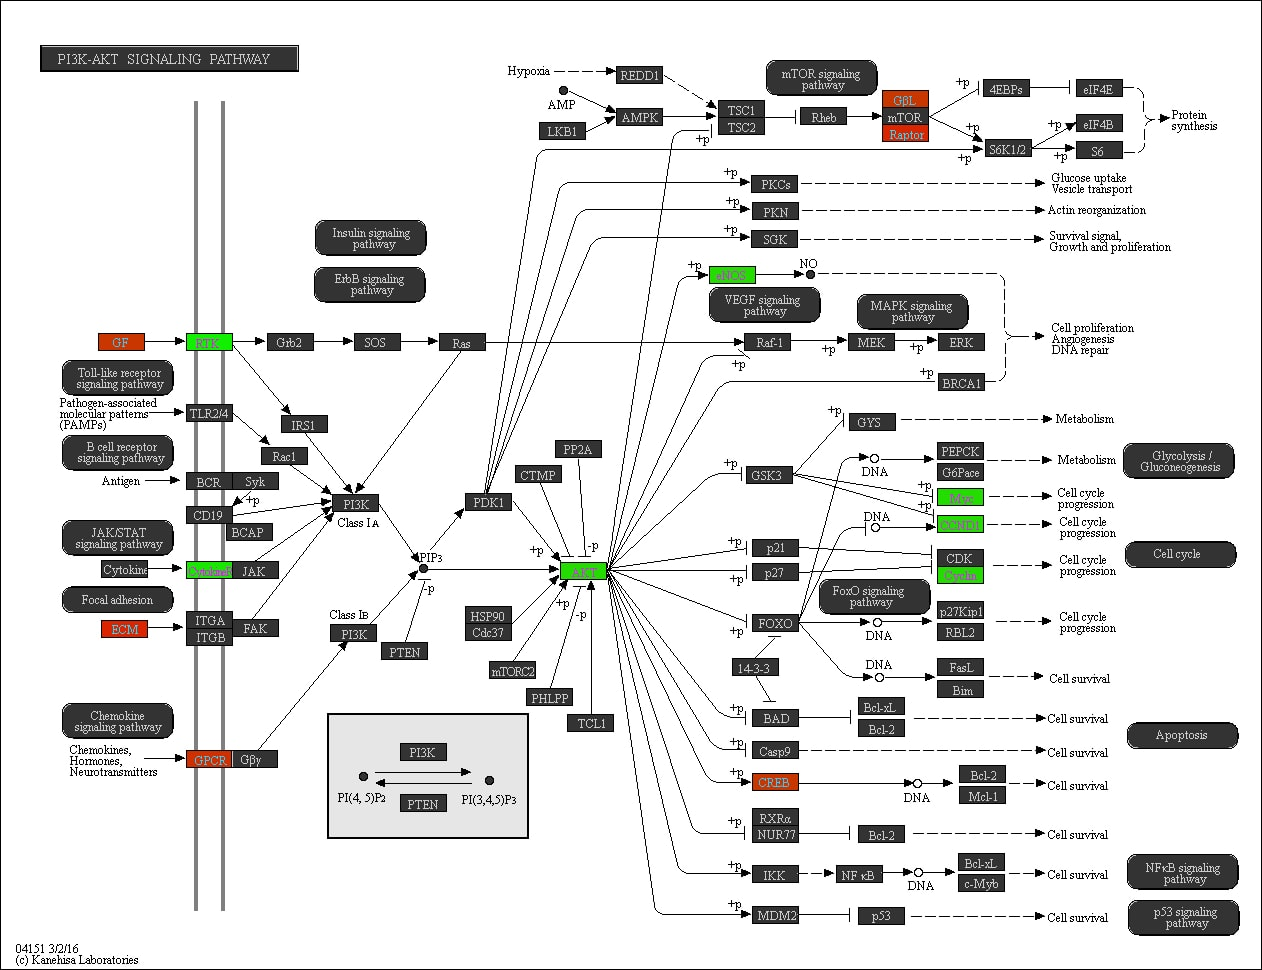 PI3K-AKT SIGNALING PATHWAY
Hypoxia
REDD1
AMP
LKB1
AMPK
TSC1
TSC2
+p
mTOR signaling
pathway
Rheb
GβL
mTOR
Raptor
+p
+p
4EBPs
eIF4E
eIF4B
+p
S6K1/2
+p
+p
S6
Protein
synthesis
+p
PKCs
Glucose uptake
Vesicle transport
+p
PKN
Actin reorganization
+p
SGK
Survival signal,
Growth and proliferation
Insulin signaling
pathway
ErbB signaling
pathway
+p
eNOS
NO
VEGF signaling
pathway
MAPK signaling
pathway
GF
RTK
Grb2
SOS
Ras
Raf-1
+p
MEK
+p
ERK
+p
Cell proliferation
Angiogenesis
DNA repair
+p
BRCA1
Toll-like receptor
signaling pathway
Pathogen-associated
molecular patterns
(PAMPs)
TLR2/4
IRS1
Rac1
B cell receptor
signaling pathway
Antigen
BCR
Syk
+p
CD19
BCAP
PI3K
Class IA
JAK/STAT
signaling pathway
Cytokine
CytokineR
JAK
Focal adhesion
ECM
ITGA
ITGB
FAK
Chemokine
signaling pathway
Chemokines,
Hormones,
Neurotransmitters
GPCR
Gβγ
PIP3
-p
Class IB
PI3K
PTEN
PDK1
CTMP
PP2A
+p
-p
AKT
HSP90
Cdc37
+p
-p
mTORC2
PHLPP
TCL1
PI3K
PI(4, 5)P2
PI(3,4,5)P3
PTEN
+p
GYS
Metabolism
+p
GSK3
DNA
PEPCK
G6Pace
Metabolism
Glycolysis /
Gluconeogenesis
+p
Myc
Cell cycle
progression
+p
DNA
CCND1
Cell cycle
progression
+p
p21
+p
p27
CDK
Cyclin
Cell cycle
progression
Cell cycle
FoxO signaling
pathway
+p
FOXO
DNA
p27Kip1
RBL2
Cell cycle
progression
14-3-3
DNA
FasL
Bim
Cell survival
+p
BAD
Bcl-xL
Bcl-2
Cell survival
Apoptosis
+p
Casp9
Cell survival
+p
CREB
DNA
Bcl-2
Mcl-1
Cell survival
+p
RXRα
NUR77
Bcl-2
Cell survival
+p
IKK
NFκB
DNA
Bcl-xL
c-Myb
Cell survival
NFκB signaling
pathway
+p
MDM2
p53
Cell survival
p53 signaling
pathway
04151 3/2/16
(c) Kanehisa Laboratories